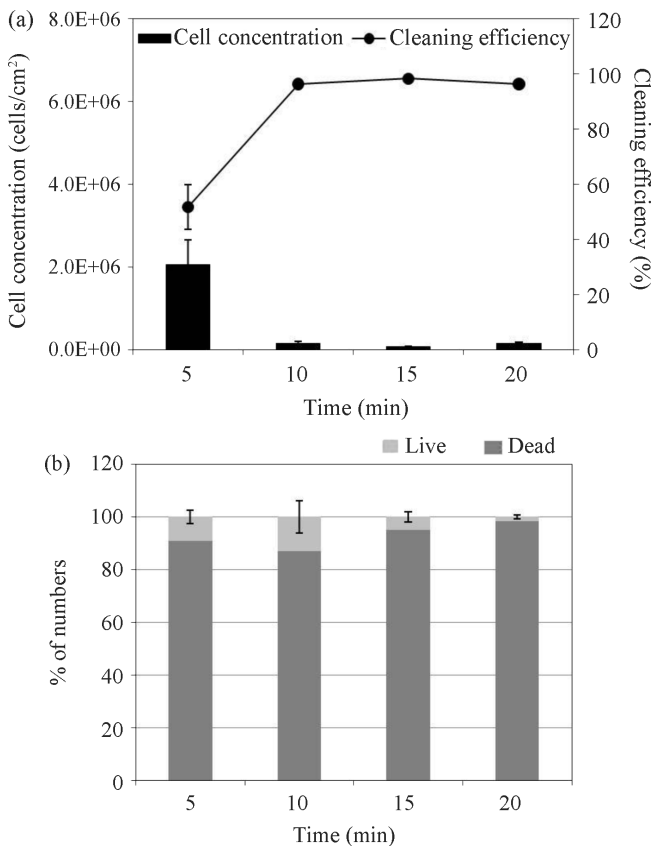 (a)
8.0E+06
6.0E+06
4.0E+06
2.0E+06
0.0E+00
Cell concentration (cells/cm²)
Cell concentration
Cleaning efficiency
120
100
80
60
40
20
0
Cleaning efficiency (%)
5 10 15 20
Time (min)
(b)
Live Dead
120
100
80
60
40
20
0
% of numbers
5 10 15 20
Time (min)